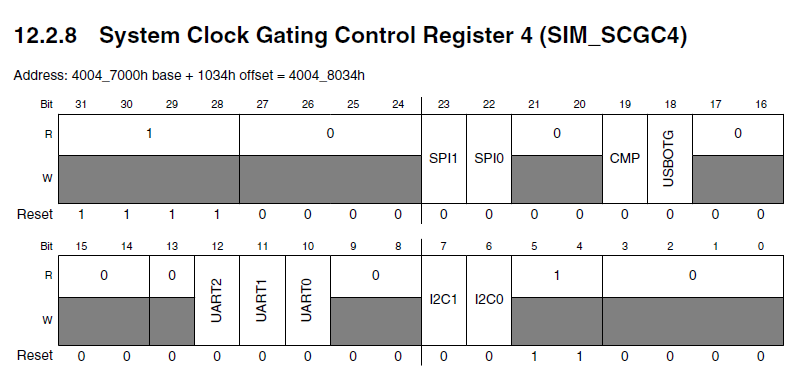 12.2.8 System Clock Gating Control Register 4 (SIM_SCGC4)
Address: 4004_7000h base + 1034h offset = 4004_8034h
Bit 31 30 29 28 27 26 25 24 23 22 21 20 19 18 17 16
R 1 0 SPI1 SPI0 0 CMP USBOTG 0
W
Reset 1 1 1 1 0 0 0 0 0 0 0 0 0 0 0 0
Bit 15 14 13 12 11 10 9 8 7 6 5 4 3 2 1 0
R 0 0 UART2 UART1 UART0 0 I2C1 I2C0 1 0
W
Reset 0 0 0 0 0 0 0 0 0 0 1 1 0 0 0 0